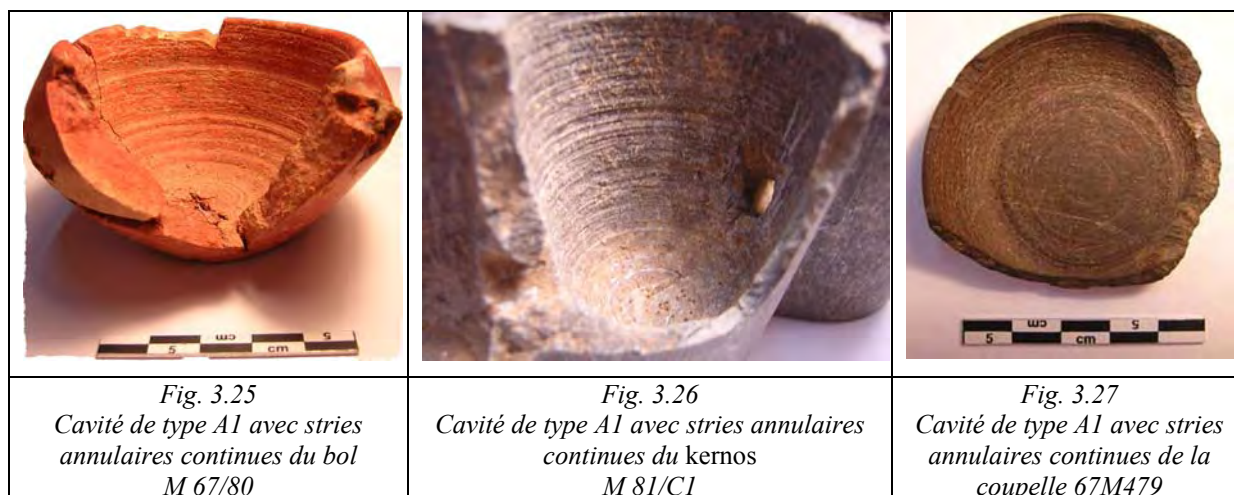 cm
5
5
cm
cm
5
5
cm
Fig. 3.25
Cavité de type A1 avec stries
annulaires continues du bol
M 67/80
Fig. 3.26
Cavité de type A1 avec stries annulaires
continues du kernos
M 81/C1
Fig. 3.27
Cavité de type A1 avec stries
annulaires continues de la
coupelle 67M479